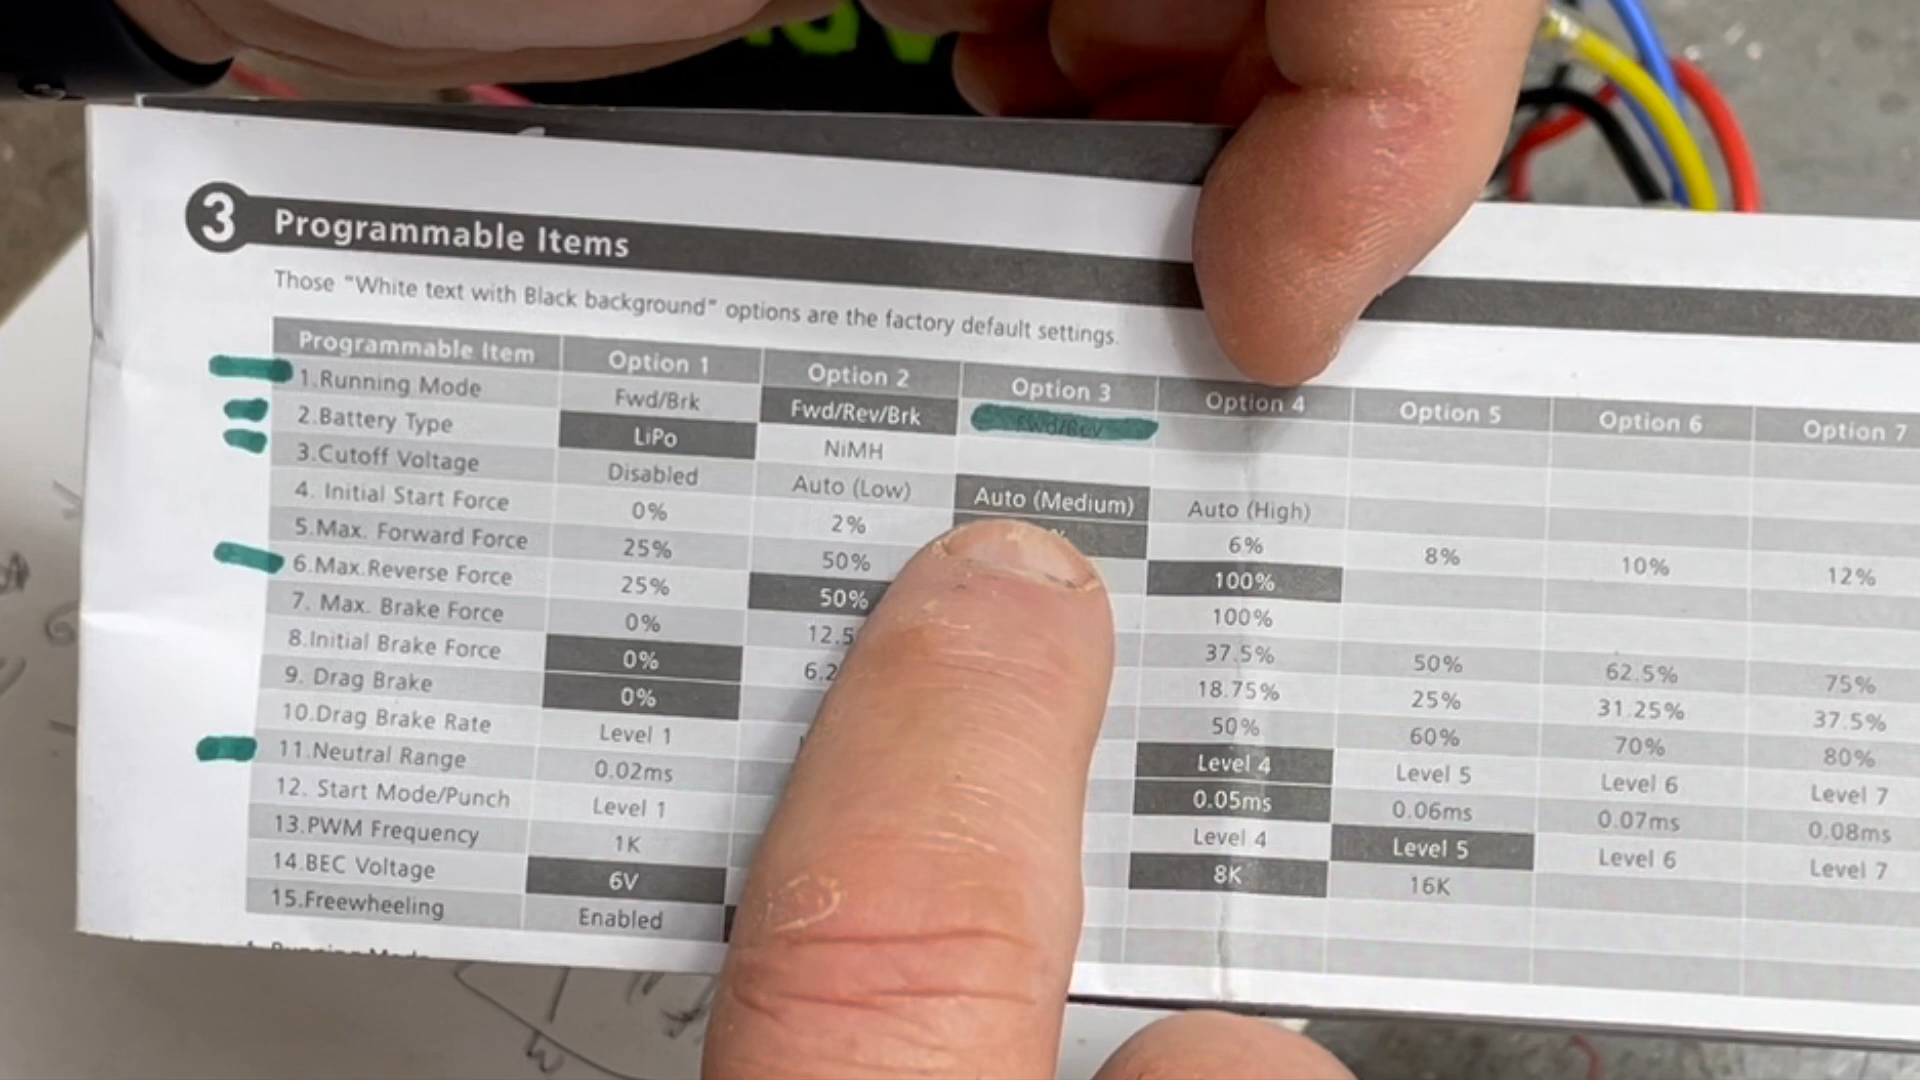 3 Programmable Items
Those "White text with Black background" options are the factory default settings.
Programmable Item Option 1 Option 2 Option 3 Option 4 Option 5 Option 6 Option 7
1.Running Mode Fwd/Brk Fwd/Rev/Brk Fwd/Rev
2.Battery Type LiPo NiMH
3.Cutoff Voltage Disabled Auto (Low) Auto (Medium) Auto (High)
4. Initial Start Force 0% 2% 6% 8% 10% 12%
5.Max. Forward Force 25% 50% 100%
6.Max.Reverse Force 25% 50% 100%
7. Max. Brake Force 0% 12.5 37.5% 50% 62.5% 75%
8.Initial Brake Force 0% 6.2 18.75% 25% 31.25% 37.5%
9. Drag Brake 0% 50% 60% 70% 80%
10.Drag Brake Rate Level 1 Level 4 Level 5 Level 6 Level 7
11.Neutral Range 0.02ms 0.05ms 0.06ms 0.07ms 0.08ms
12. Start Mode/Punch Level 1 Level 4 Level 5 Level 6 Level 7
13.PWM Frequency 1K 8K 16K
14.BEC Voltage 6V
15.Freewheeling Enabled